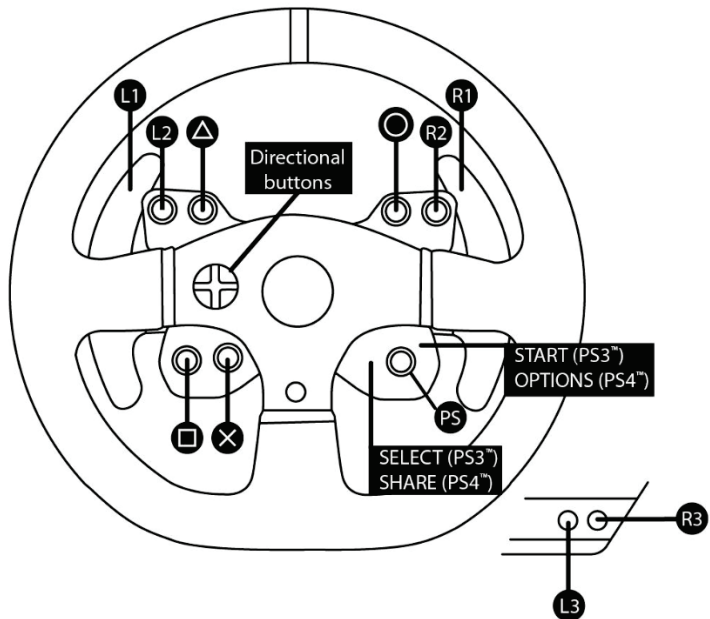 L1
R1
L2
R2
Directional
buttons
START (PS3™)
OPTIONS (PS4™)
PS
SELECT (PS3™)
SHARE (PS4™)
R3
L3